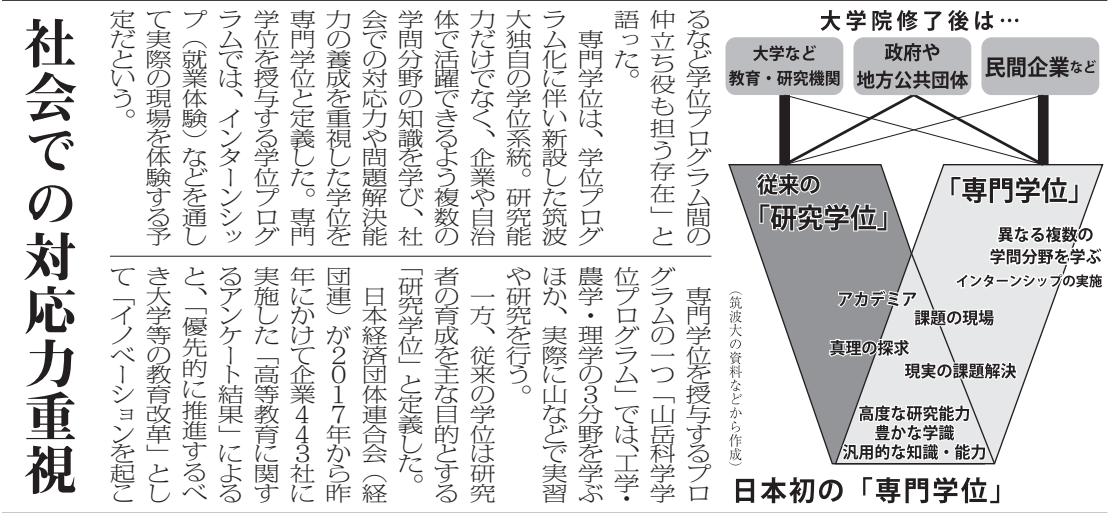 社会での対応力重視
るなど学位プログラム間の
仲立ち役も担う存在」と
語った。
専門学位は、学位プログ
ラム化に伴い新設した筑波
大独自の学位系統。研究能
力だけでなく、企業や自治
体で活躍できるよう複数の
学問分野の知識を学び、社
会での対応力や問題解決能
力の養成を重視した学位を
専門学位と定義した。専門
学位を授与する学位プログ
ラムでは、インターンシッ
プ（就業体験）などを通し
て実際の現場を体験する予
定だという。
専門学位を授与するプロ
グラムの一つ「山岳科学学
位プログラム」では、工学・
農学・理学の３分野を学ぶ
ほか、実際に山などで実習
や研究を行う。
一方、従来の学位は研究
者の育成を主な目的とする
「研究学位」と定義した。
日本経済団体連合会（経
団連）が２０１７年から昨
年にかけて企業４４３社に
実施した「高等教育に関す
るアンケート結果」による
と、「優先的に推進するべ
き大学等の教育改革」とし
て「イノベーションを起こ
大学院修了後は…
大学など
教育・研究機関
政府や
地方公共団体
民間企業など
従来の
「研究学位」
「専門学位」
異なる複数の
学問分野を学ぶ
インターンシップの実施
アカデミア
課題の現場
真理の探求
現実の課題解決
高度な研究能力
豊かな学識
汎用的な知識・能力
（筑波大の資料などから作成）
日本初の「専門学位」